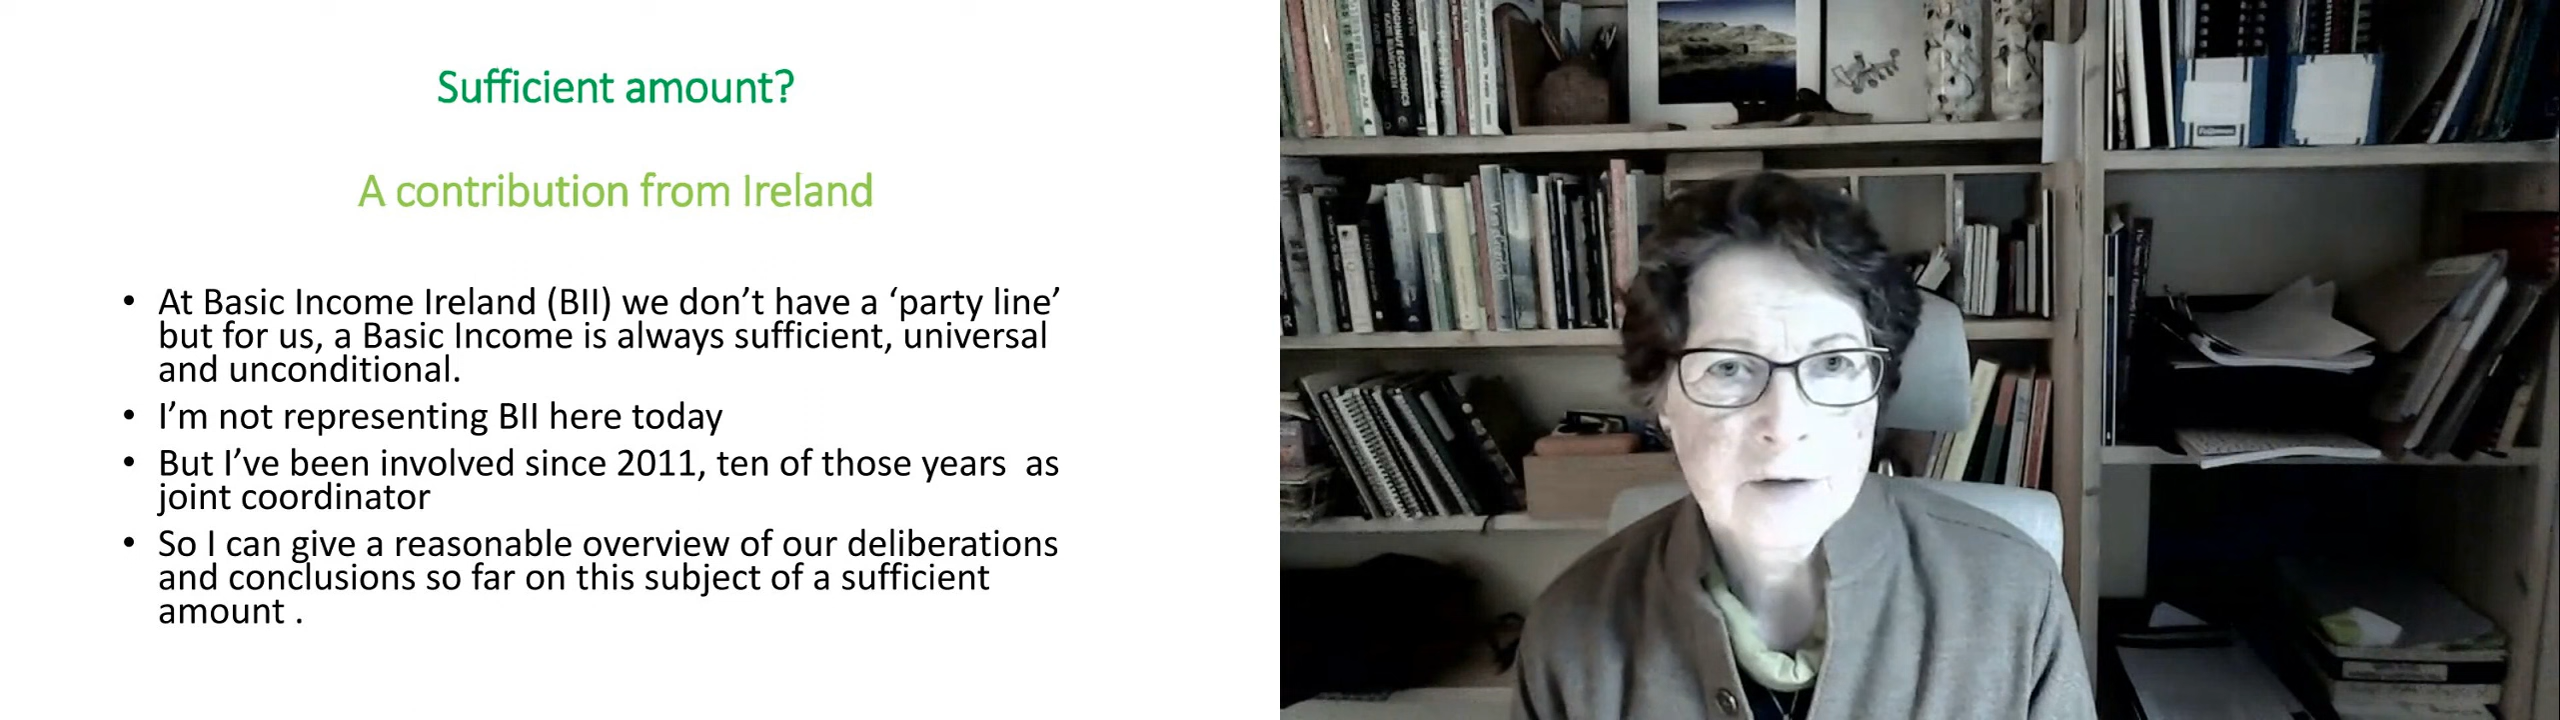 Sufficient amount?
A contribution from Ireland
• At Basic Income Ireland (BII) we don’t have a ‘party line’
but for us, a Basic Income is always sufficient, universal
and unconditional.
• I’m not representing BII here today
• But I’ve been involved since 2011, ten of those years  as
joint coordinator
• So I can give a reasonable overview of our deliberations
and conclusions so far on this subject of a sufficient
amount .
DOUGHNUT ECONOMICS
Fellowes